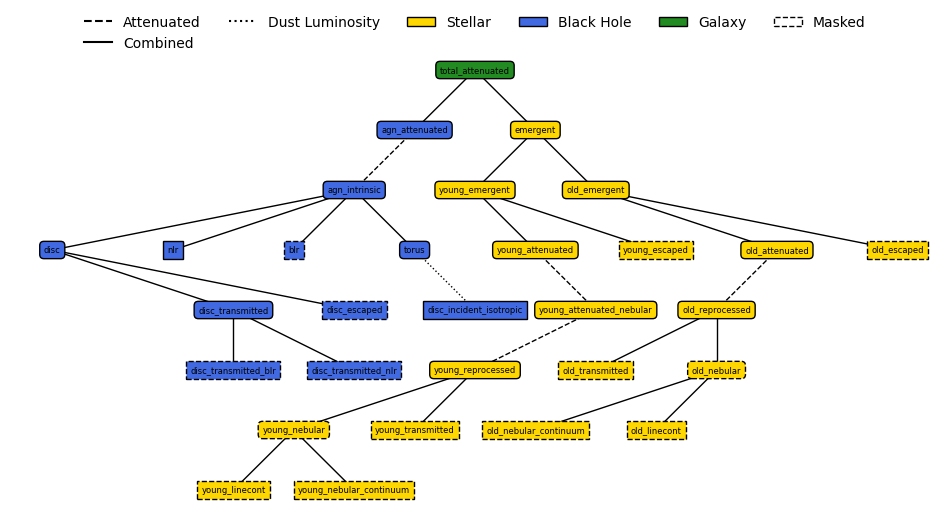 Attenuated Dust Luminosity Stellar Black Hole Galaxy Masked
Combined
total_attenuated
agn_attenuated emergent
agn_intrinsic young_emergent old_emergent
disc nlr blr torus young_attenuated young_escaped old_attenuated old_escaped
disc_transmitted disc_escaped disc_incident_isotropic young_attenuated_nebular old_reprocessed
disc_transmitted_blr disc_transmitted_nlr young_reprocessed old_transmitted old_nebular
young_nebular young_transmitted old_nebular_continuum old_linecont
young_linecont young_nebular_continuum